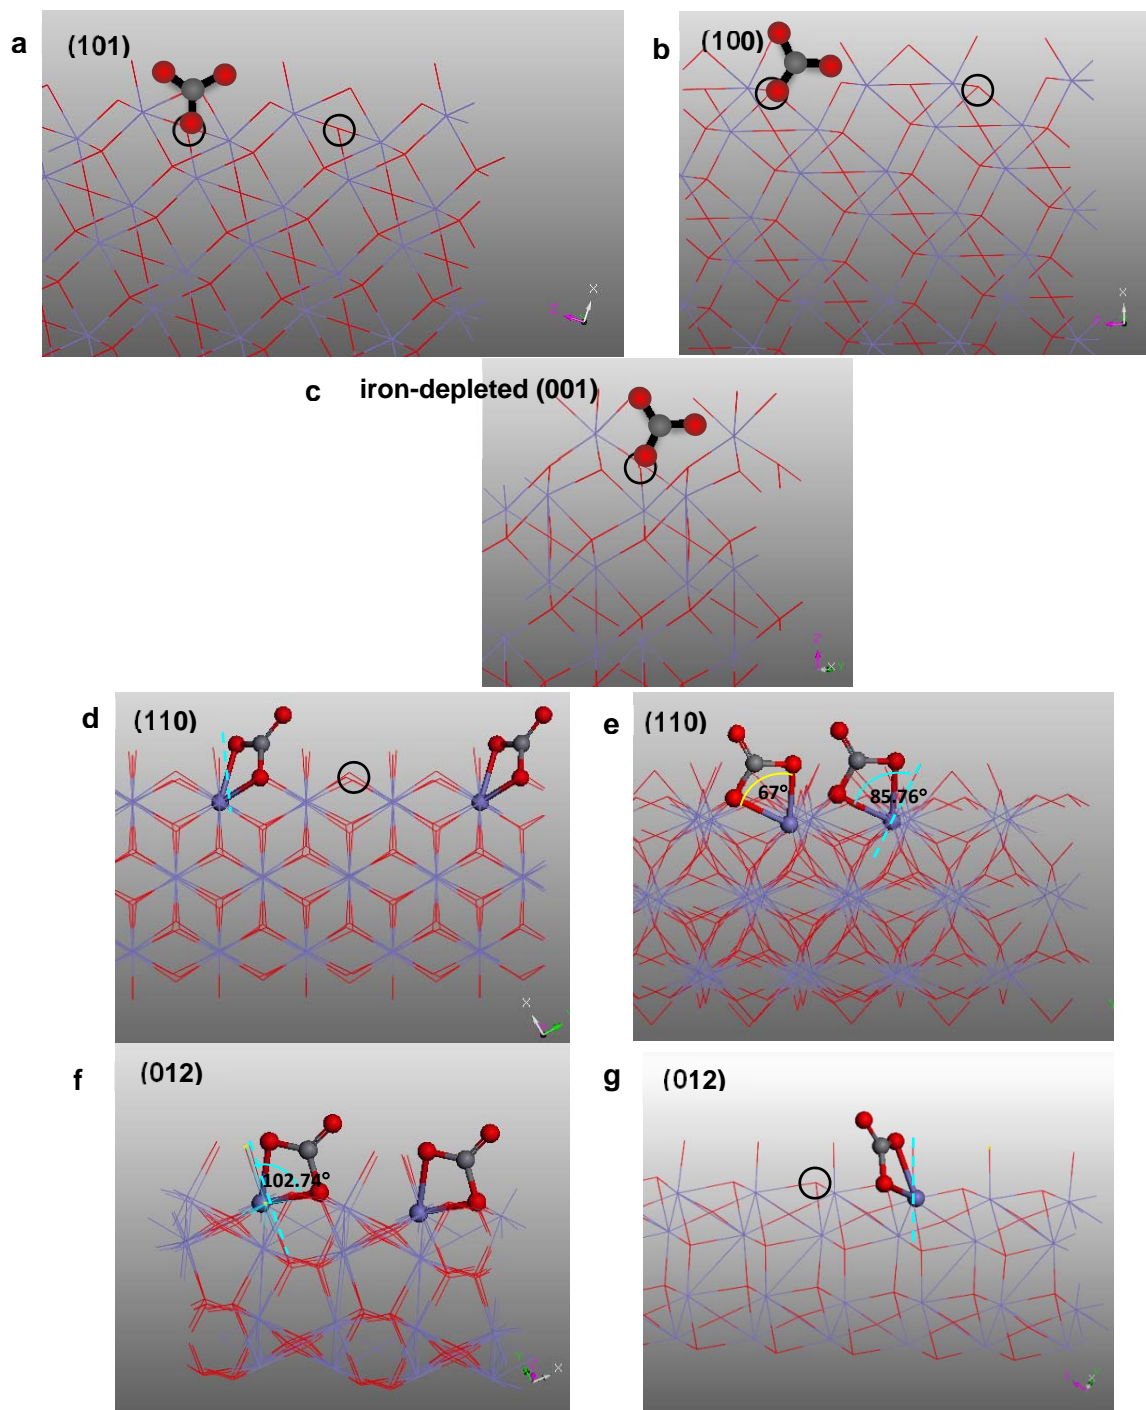 a
(101)
b
(100)
X
Z
X
Z
c
iron-depleted (001)
Z
X
Y
d
(110)
e
(110)
67°
85.76°
X
f
(012)
g
(012)
102.74°
X